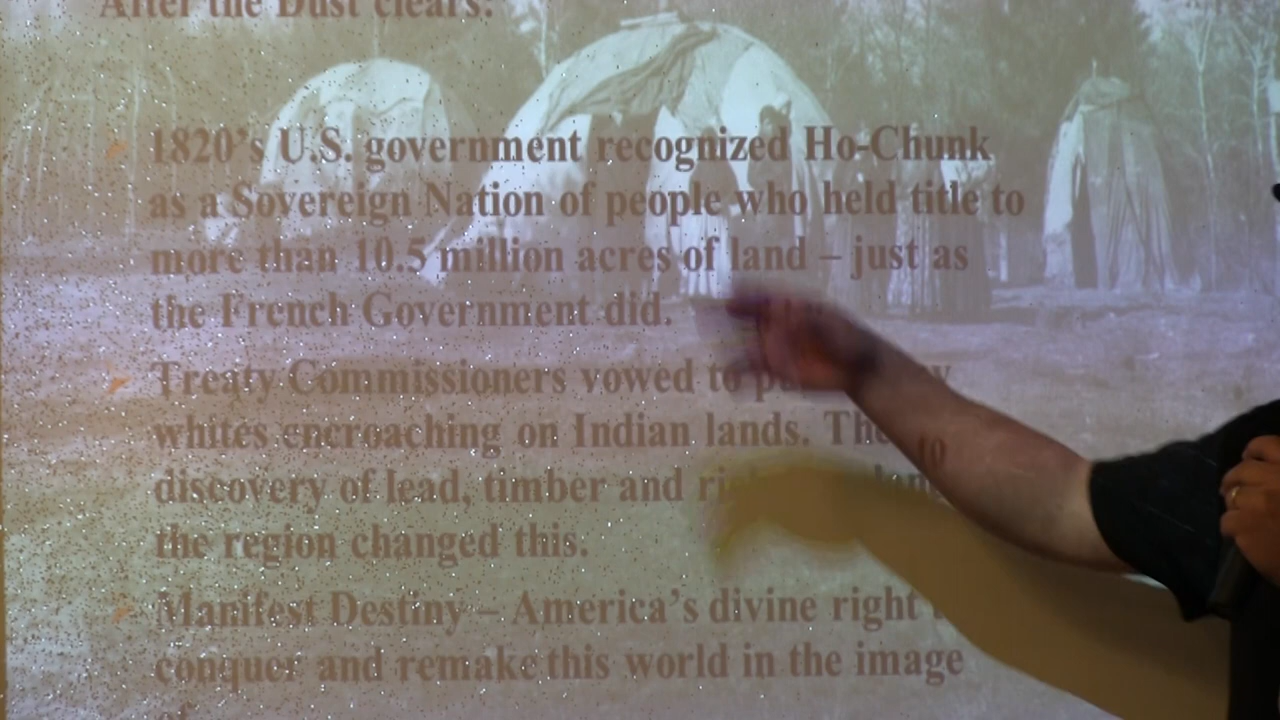 After the Dust clears:
1820's U.S. government recognized Ho-Chunk
as a Sovereign Nation of people who held title to
more than 10.5 million acres of land – just as
the French Government did.
Treaty Commissioners vowed to
whites encroaching on Indian lands. The
discovery of lead, timber and
the region changed this.
Manifest Destiny – America's divine right
conquer and remake this world in the image
of